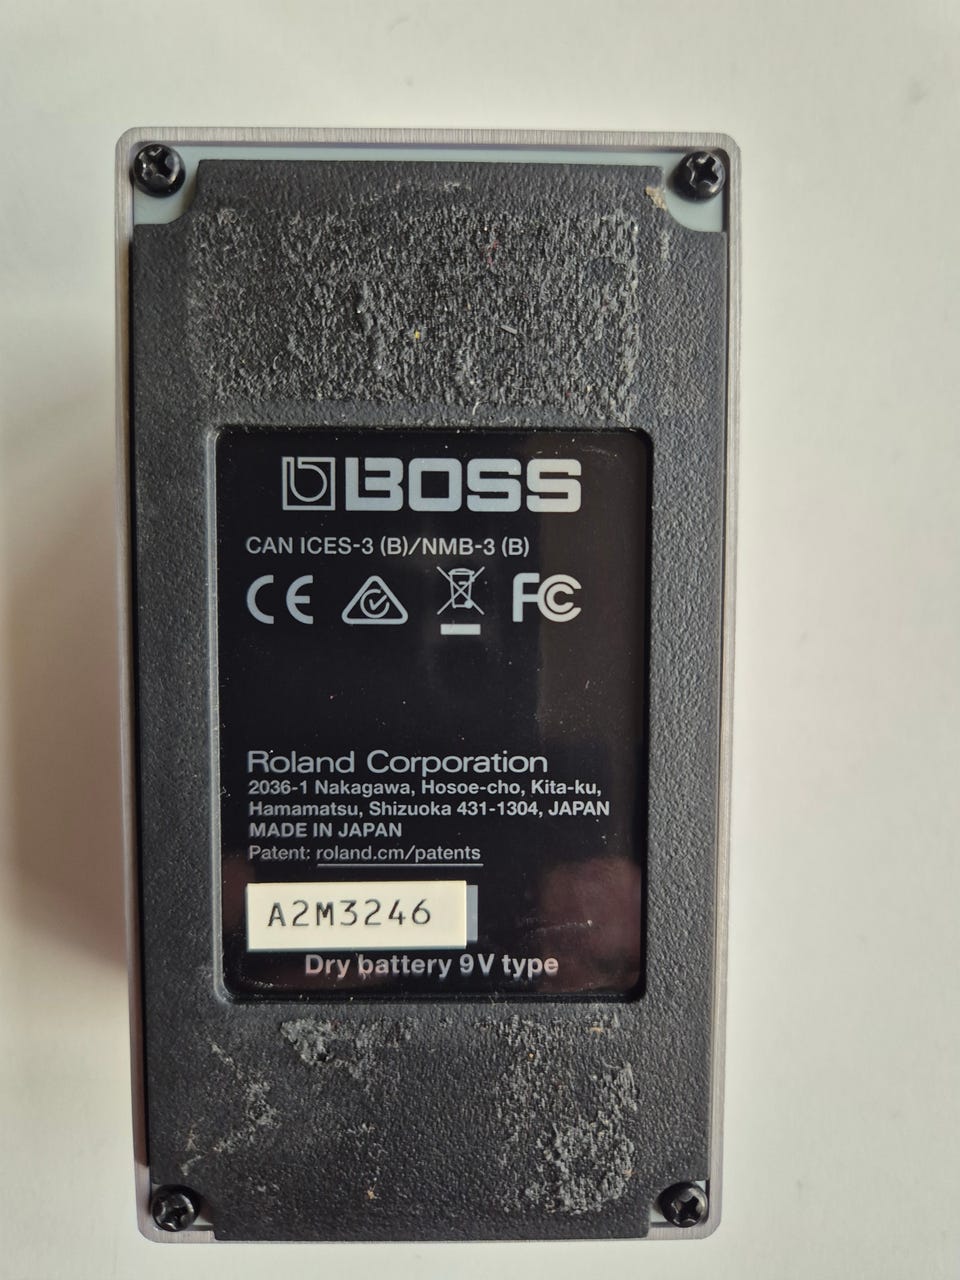 BOSS
CAN ICES-3 (B)/NMB-3 (B)
CE FC
Roland Corporation
2036-1 Nakagawa, Hosoe-cho, Kita-ku,
Hamamatsu, Shizuoka 431-1304, JAPAN
MADE IN JAPAN
Patent: roland.cm/patents
A2M3246
Dry battery 9V type